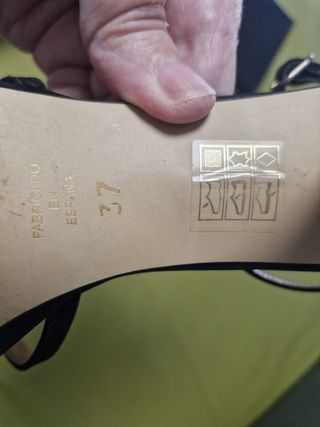 FABRICADO
EN
ESPAÑA
37